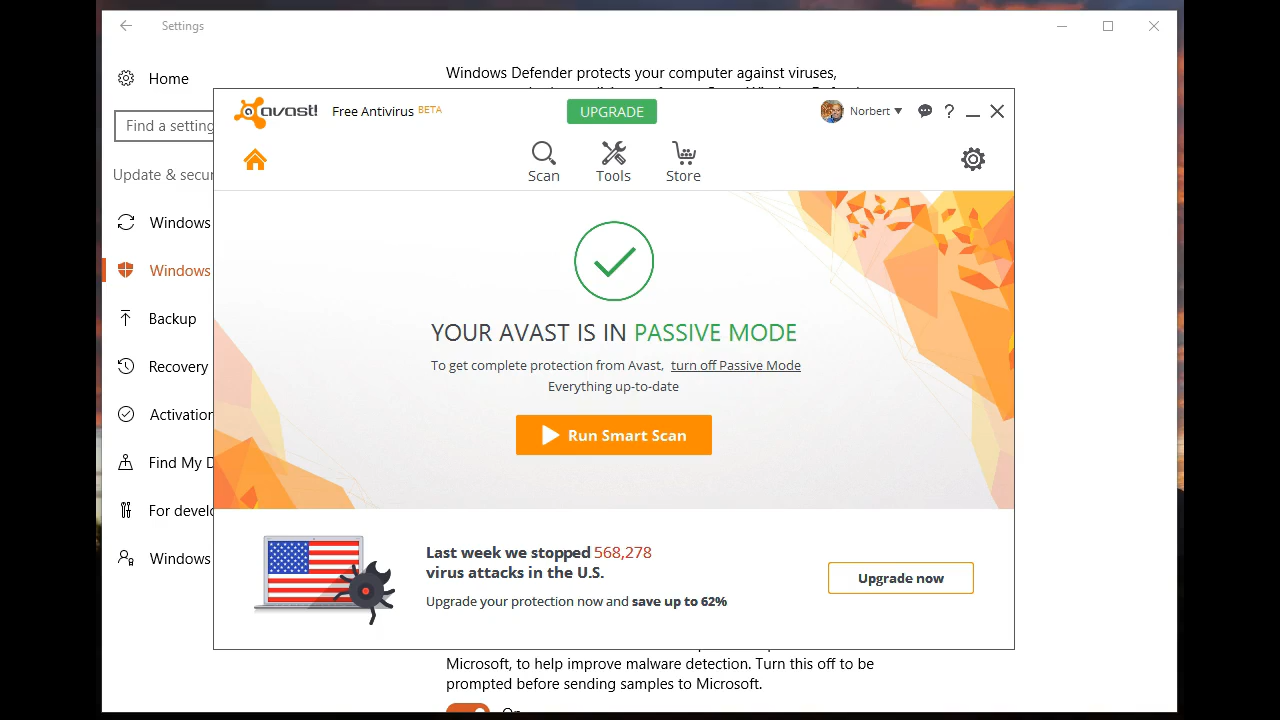 Settings
Home
Windows Defender protects your computer against viruses,
Find a setting
Update & secur
Windows
Windows
Backup
Recovery
Activation
Find My D
For develo
Windows
avast!
Free Antivirus BETA
UPGRADE
Norbert
?
Scan
Tools
Store
YOUR AVAST IS IN PASSIVE MODE
To get complete protection from Avast, turn off Passive Mode
Everything up-to-date
Run Smart Scan
Last week we stopped 568,278
virus attacks in the U.S.
Upgrade your protection now and save up to 62%
Upgrade now
Microsoft, to help improve malware detection. Turn this off to be
prompted before sending samples to Microsoft.
On